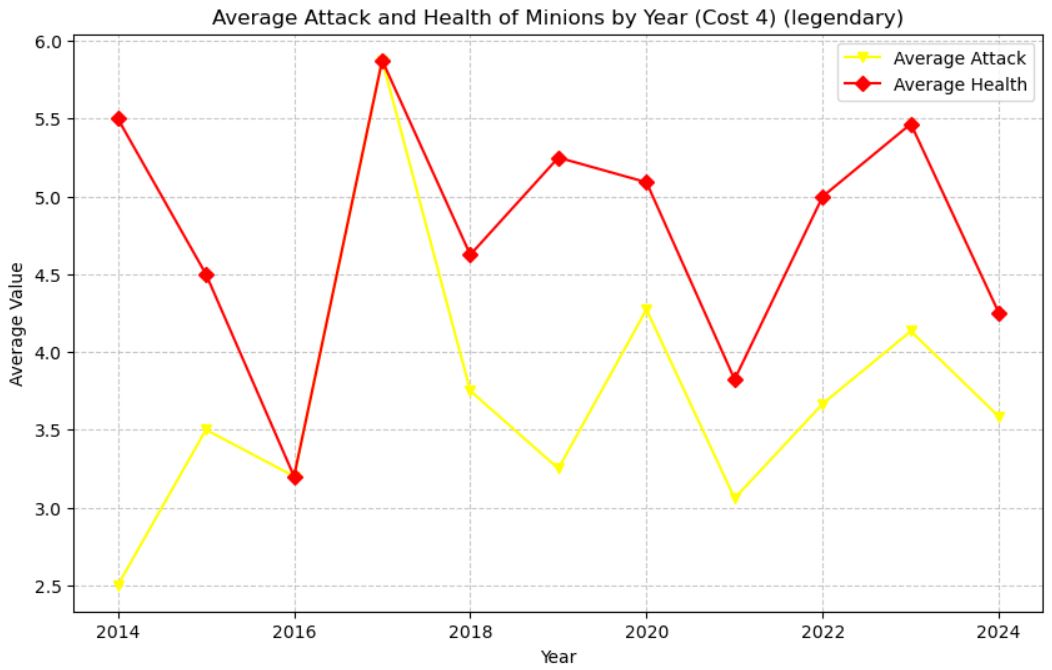 Average Attack and Health of Minions by Year (Cost 4) (legendary)
Average Attack
Average Health
Average Value
6.0
5.5
5.0
4.5
4.0
3.5
3.0
2.5
2014
2016
2018
2020
2022
2024
Year